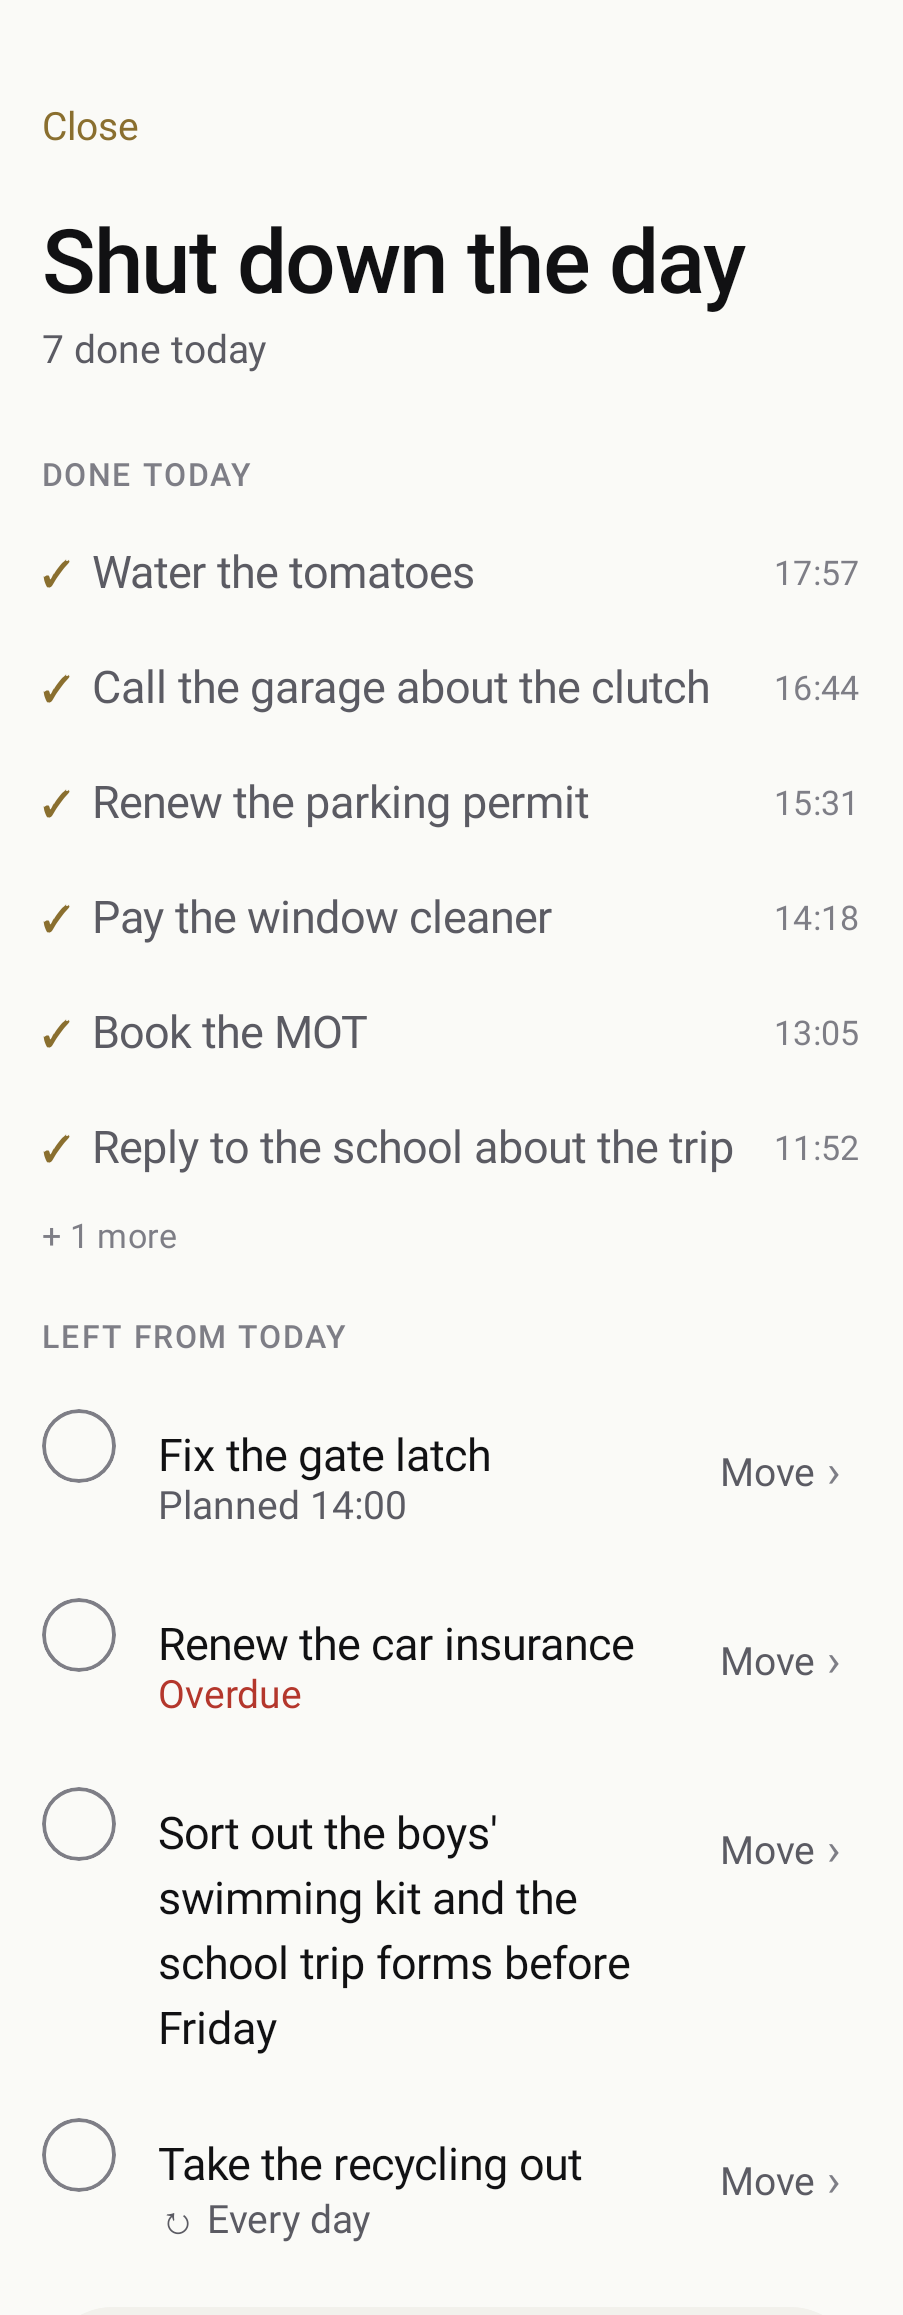 Close
Shut down the day
7 done today
DONE TODAY
✓ Water the tomatoes 17:57
✓ Call the garage about the clutch 16:44
✓ Renew the parking permit 15:31
✓ Pay the window cleaner 14:18
✓ Book the MOT 13:05
✓ Reply to the school about the trip 11:52
+ 1 more
LEFT FROM TODAY
Fix the gate latch Move ›
Planned 14:00
Renew the car insurance Move ›
Overdue
Sort out the boys' Move ›
swimming kit and the
school trip forms before
Friday
Take the recycling out Move ›
↻ Every day